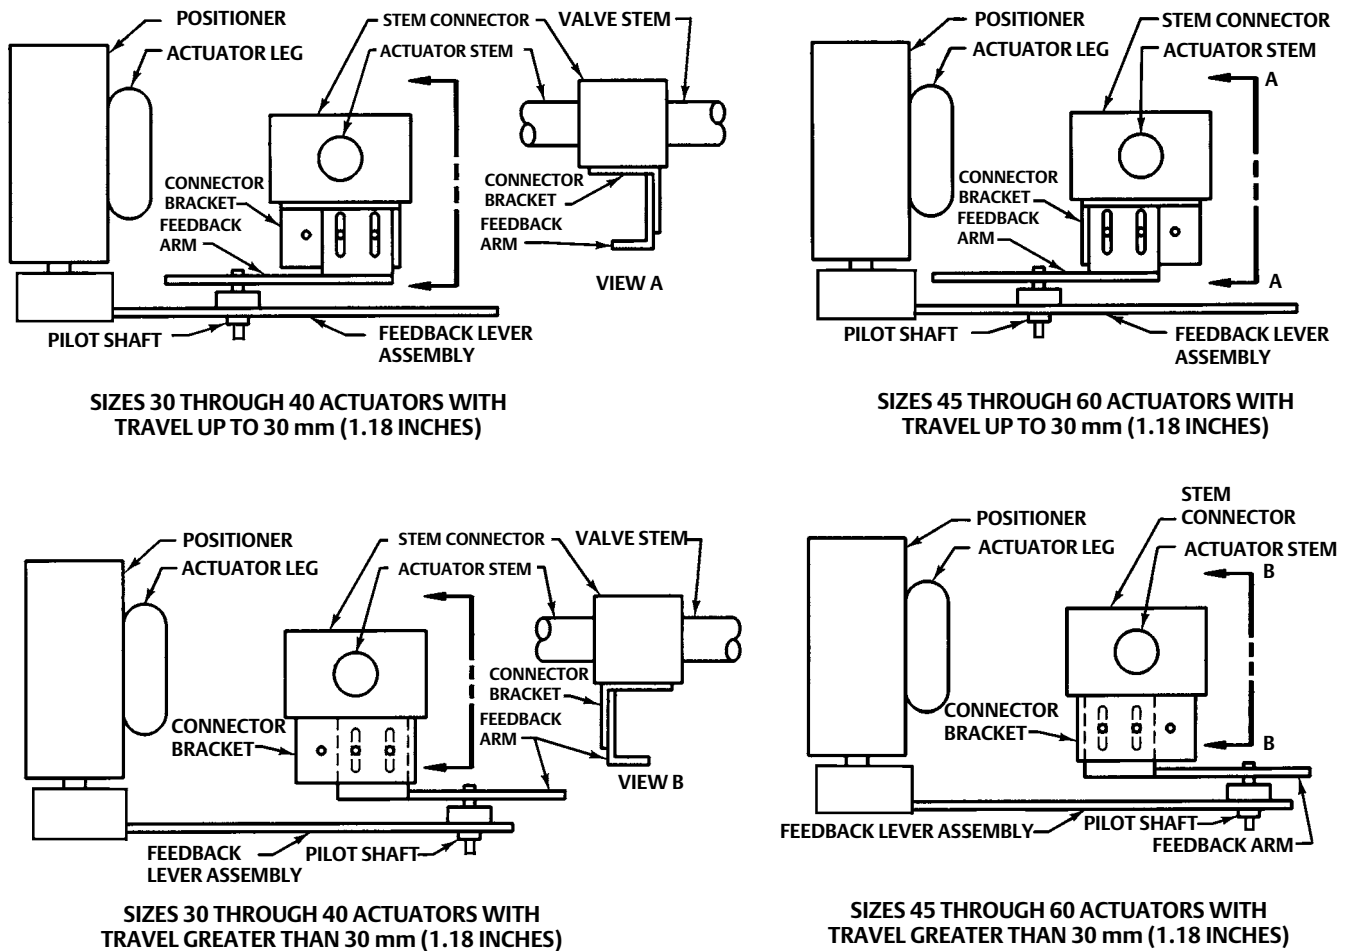 POSITIONER
ACTUATOR LEG
STEM CONNECTOR
ACTUATOR STEM
VALVE STEM
CONNECTOR
BRACKET
FEEDBACK
ARM
CONNECTOR
BRACKET
FEEDBACK
ARM
VIEW A
PILOT SHAFT
FEEDBACK LEVER
ASSEMBLY
SIZES 30 THROUGH 40 ACTUATORS WITH
TRAVEL UP TO 30 mm (1.18 INCHES)
POSITIONER
ACTUATOR LEG
STEM CONNECTOR
ACTUATOR STEM
A
CONNECTOR
BRACKET
FEEDBACK
ARM
A
PILOT SHAFT
FEEDBACK LEVER
ASSEMBLY
SIZES 45 THROUGH 60 ACTUATORS WITH
TRAVEL UP TO 30 mm (1.18 INCHES)
POSITIONER
ACTUATOR LEG
STEM CONNECTOR
ACTUATOR STEM
VALVE STEM
CONNECTOR
BRACKET
CONNECTOR
BRACKET
FEEDBACK
ARM
VIEW B
FEEDBACK
LEVER ASSEMBLY
PILOT SHAFT
SIZES 30 THROUGH 40 ACTUATORS WITH
TRAVEL GREATER THAN 30 mm (1.18 INCHES)
STEM
CONNECTOR
POSITIONER
ACTUATOR LEG
ACTUATOR STEM
B
CONNECTOR
BRACKET
B
FEEDBACK LEVER ASSEMBLY
PILOT SHAFT
FEEDBACK ARM
SIZES 45 THROUGH 60 ACTUATORS WITH
TRAVEL GREATER THAN 30 mm (1.18 INCHES)